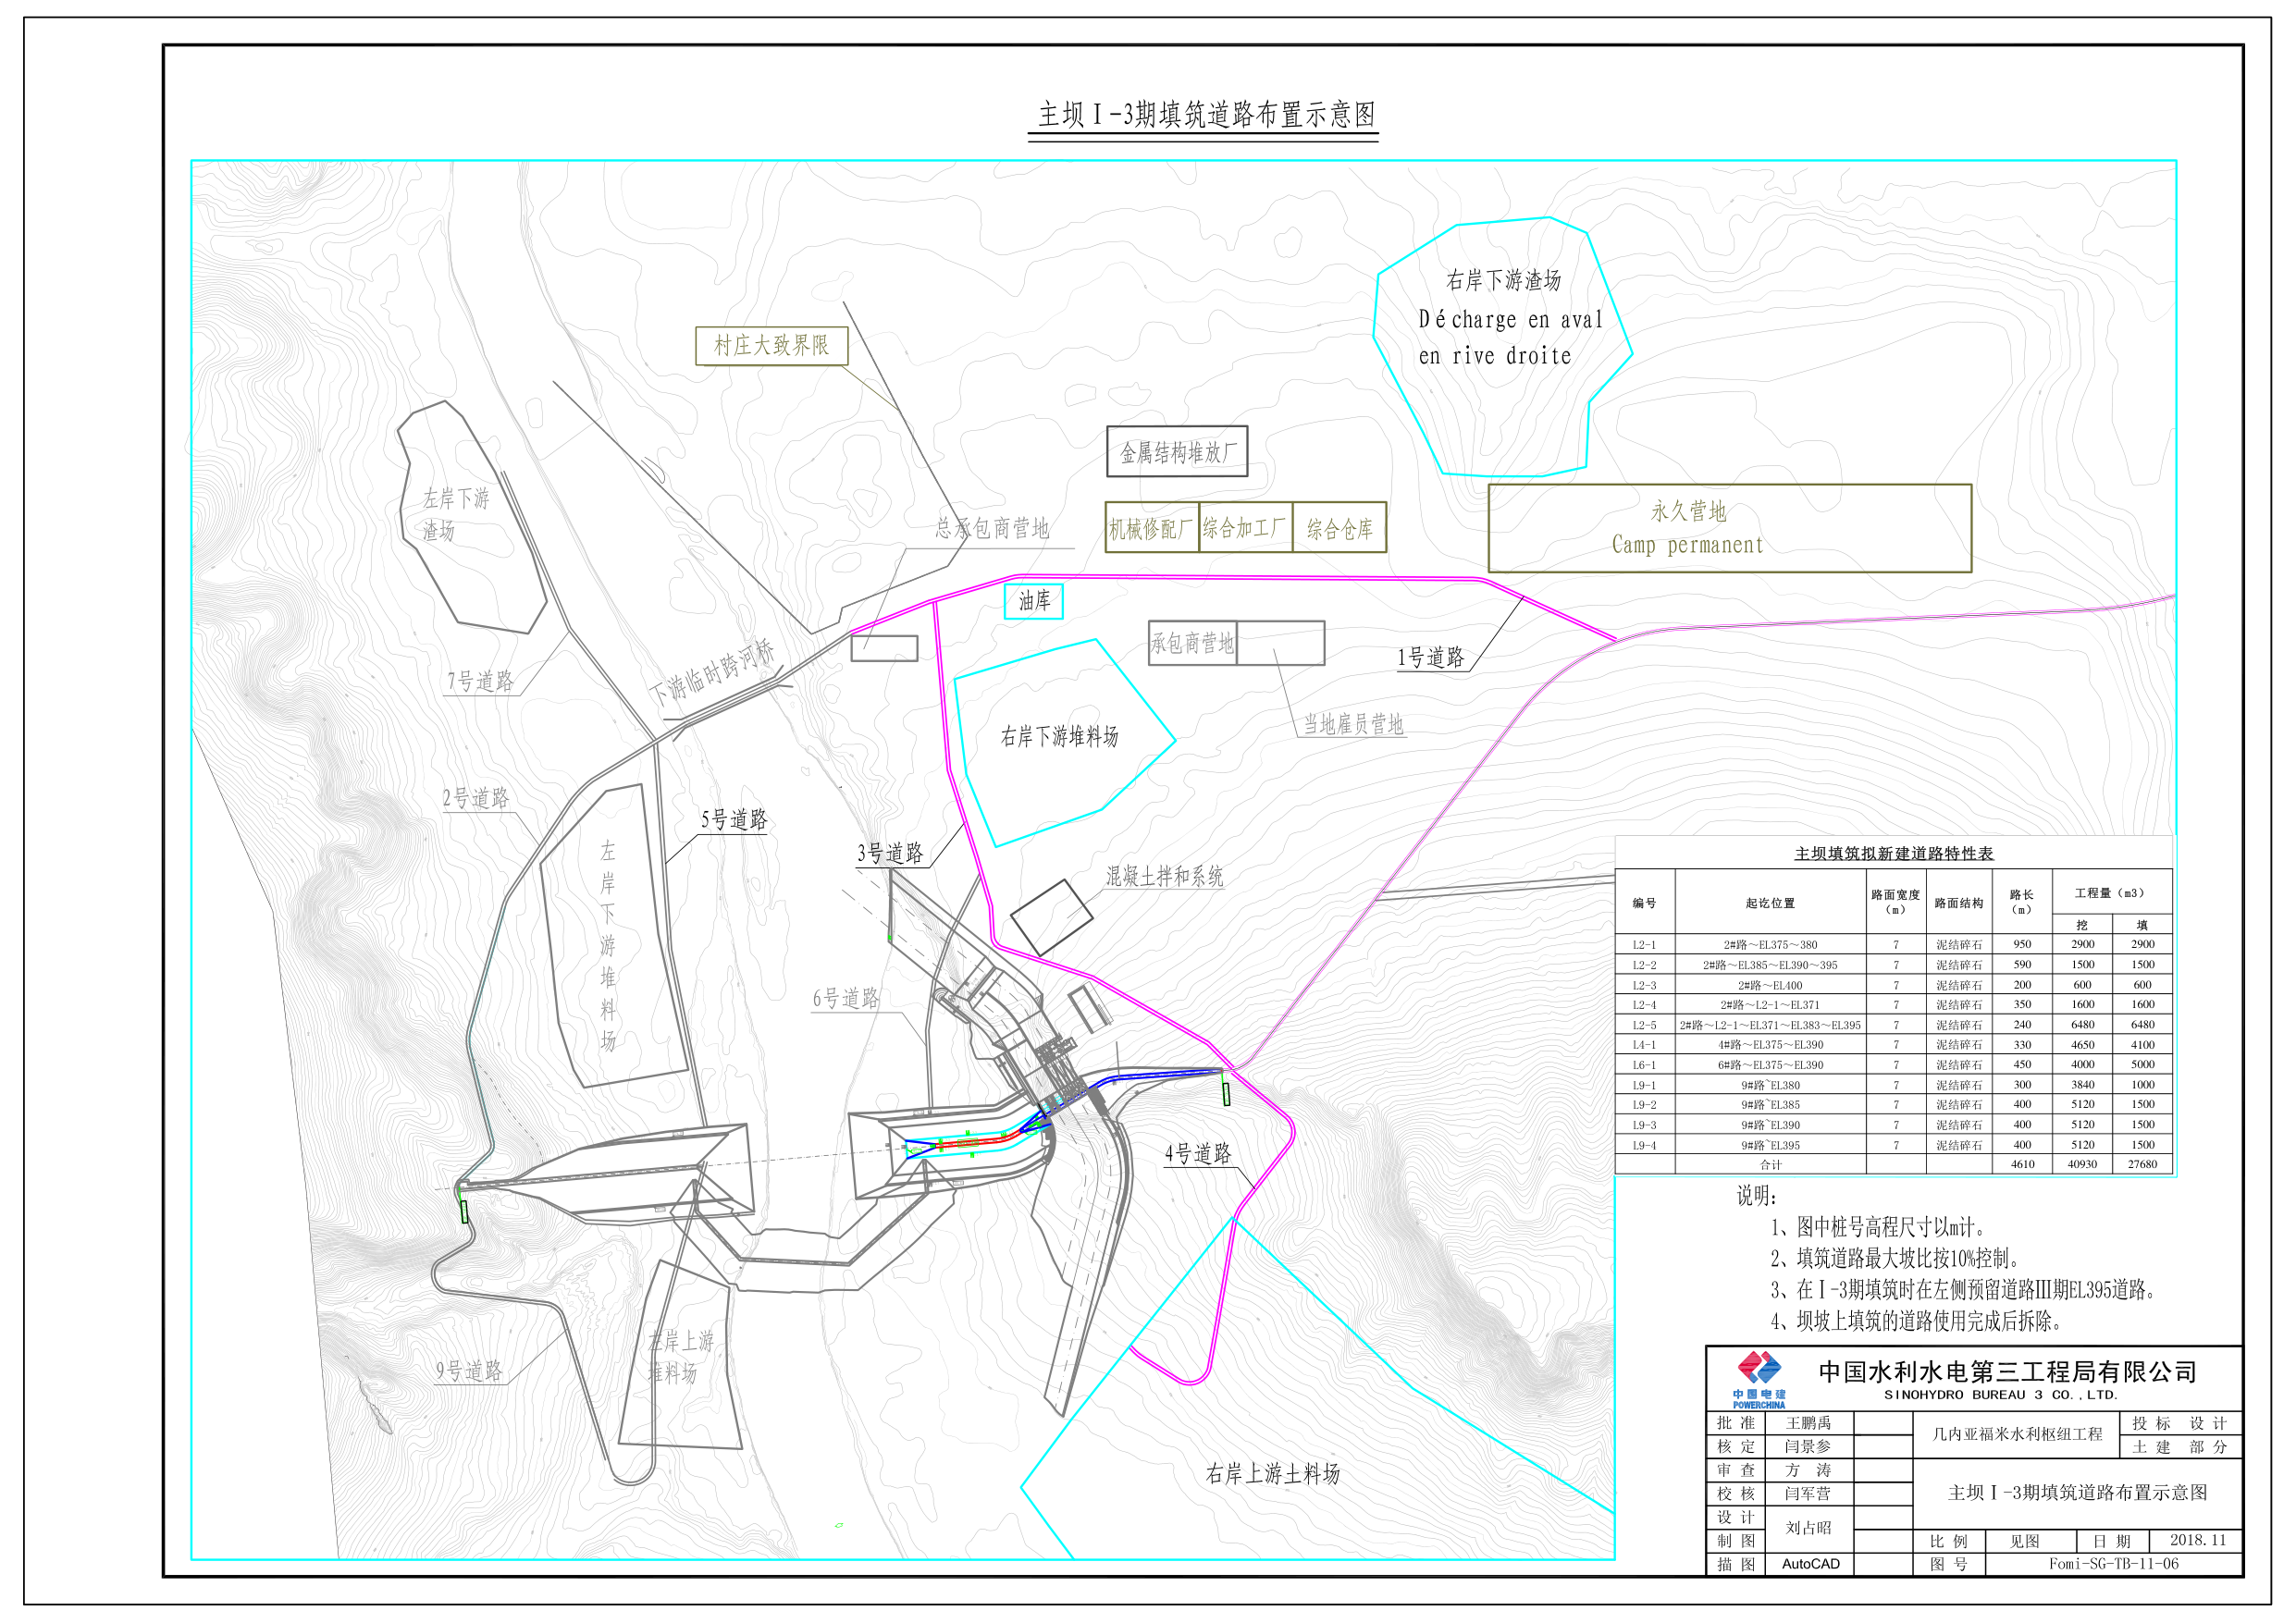 主坝Ⅰ-3期填筑道路布置示意图
右岸下游渣场
Décharge en aval
en rive droite
村庄大致界限
金属结构堆放厂
左岸下游
渣场
总承包商营地
机械修配厂 综合加工厂 综合仓库
永久营地
Camp permanent
油库
承包商营地
1号道路
7号道路
下游临时跨河桥
当地雇员营地
右岸下游堆料场
2号道路
5号道路
左岸下游堆料场
3号道路
混凝土拌和系统
6号道路
4号道路
左岸上游
堆料场
9号道路
右岸上游土料场
主坝填筑拟新建道路特性表
编号 起讫位置 路面宽度（m） 路面结构 路长（m） 工程量（m3）
挖 填
L2-1 2#路～EL375～380 7 泥结碎石 950 2900 2900
L2-2 2#路～EL385～EL390～395 7 泥结碎石 590 1500 1500
L2-3 2#路～EL400 7 泥结碎石 200 600 600
L2-4 2#路～L2-1～EL371 7 泥结碎石 350 1600 1600
L2-5 2#路～L2-1～EL371～EL383～EL395 7 泥结碎石 240 6480 6480
L4-1 4#路～EL375～EL390 7 泥结碎石 330 4650 4100
L6-1 6#路～EL375～EL390 7 泥结碎石 450 4000 5000
L9-1 9#路~EL380 7 泥结碎石 300 3840 1000
L9-2 9#路~EL385 7 泥结碎石 400 5120 1500
L9-3 9#路~EL390 7 泥结碎石 400 5120 1500
L9-4 9#路~EL395 7 泥结碎石 400 5120 1500
合计 4610 40930 27680
说明:
1、图中桩号高程尺寸以m计。
2、填筑道路最大坡比按10%控制。
3、在Ⅰ-3期填筑时在左侧预留道路Ⅲ期EL395道路。
4、坝坡上填筑的道路使用完成后拆除。
中国电建
POWERCHINA
中国水利水电第三工程局有限公司
SINOHYDRO BUREAU 3 CO.,LTD.
批准 王鹏禹
核定 闫景参
审查 方涛
校核 闫军营
设计
制图 刘占昭
描图 AutoCAD
几内亚福米水利枢纽工程
投标 设计
土建 部分
主坝Ⅰ-3期填筑道路布置示意图
比例 见图 日期 2018.11
图号 Fomi-SG-TB-11-06